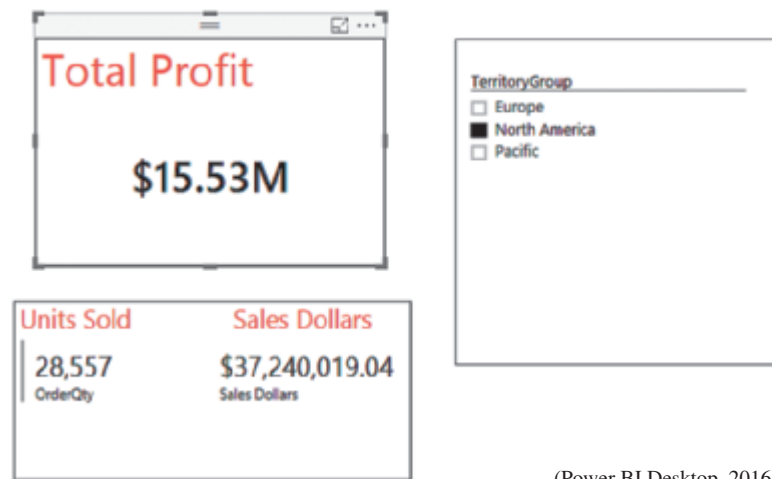 Total Profit
$15.53M
TerritoryGroup
Europe
North America
Pacific
Units Sold Sales Dollars
28,557 $37,240,019.04
OrderQty Sales Dollars
(Power BI Desktop, 2016